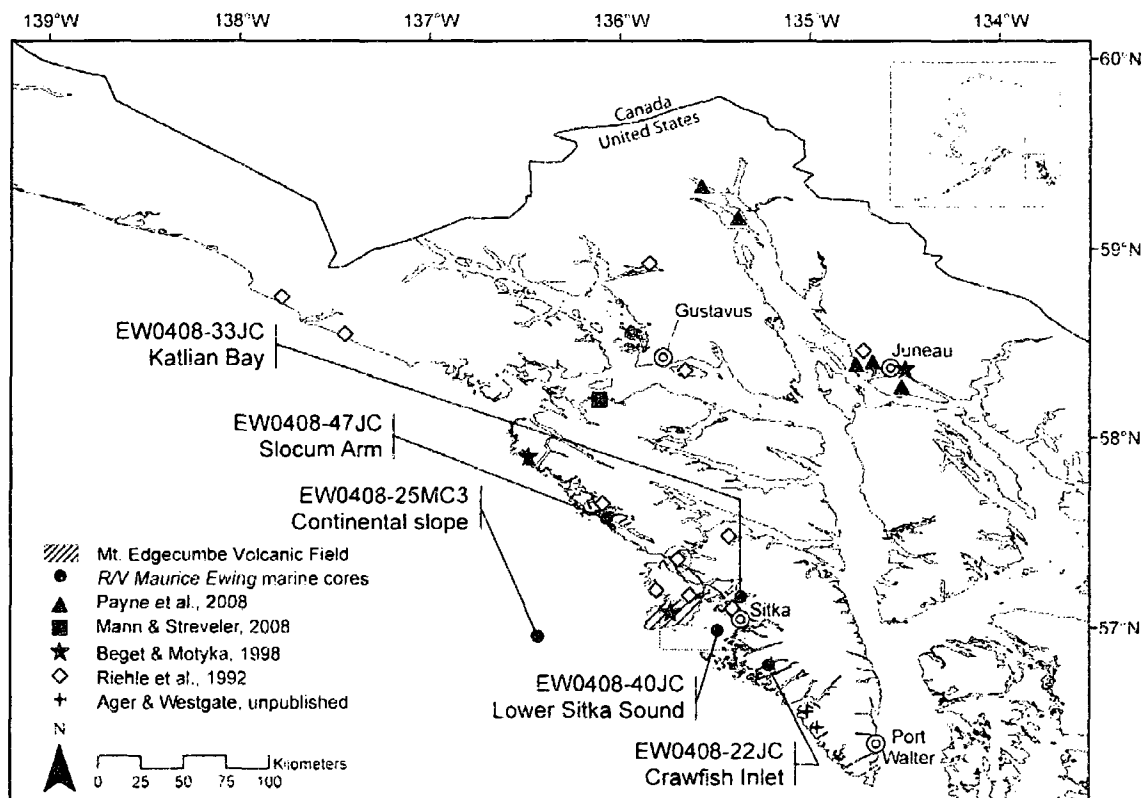 139°W 138°W 137°W 136°W 135°W 134°W
60°N
Canada
United States
59°N
Gustavus
EW0408-33JC
Katlian Bay
Juneau
58°N
EW0408-47JC
Slocum Arm
EW0408-25MC3
Continental slope
Mt. Edgecumbe Volcanic Field
R/V Maurice Ewing marine cores
Payne et al., 2008
Mann & Streveler, 2008
Beget & Motyka, 1998
Riehle et al., 1992
Ager & Westgate, unpublished
Sitka
57°N
EW0408-40JC
Lower Sitka Sound
EW0408-22JC
Crawfish Inlet
Port
Walter
N
Kilometers
0 25 50 75 100